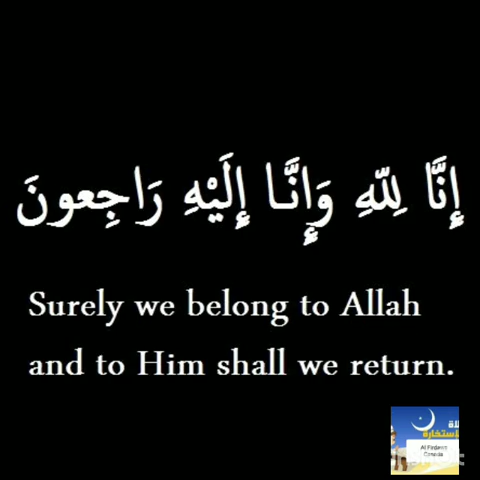 إِنَّا لِلّٰهِ وَإِنَّـا إِلَيْهِ رَاجِعونَ
Surely we belong to Allah
and to Him shall we return.